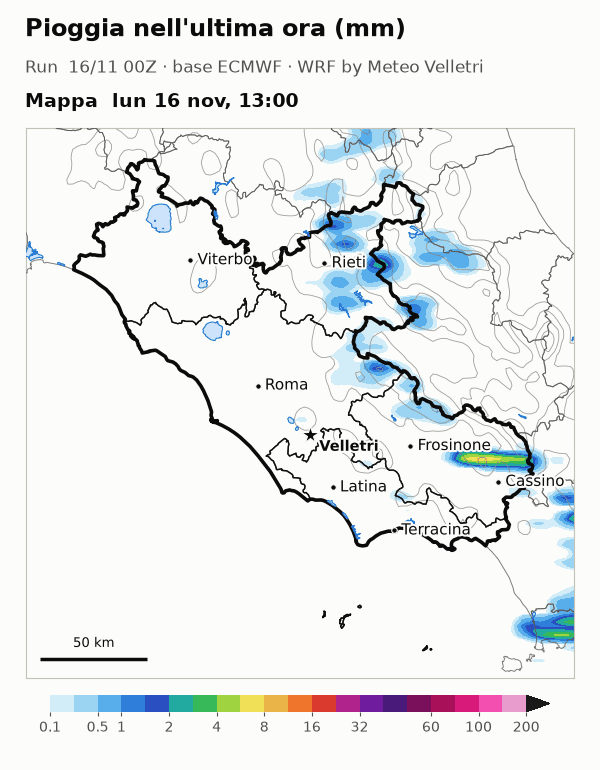 Pioggia nell'ultima ora (mm)
Run 16/11 00Z · base ECMWF · WRF by Meteo Velletri
Mappa lun 16 nov, 13:00
Viterbo
Rieti
Roma
Velletri
Frosinone
Cassino
Latina
Terracina
50 km
0.1 0.5 1 2 4 8 16 32 60 100 200